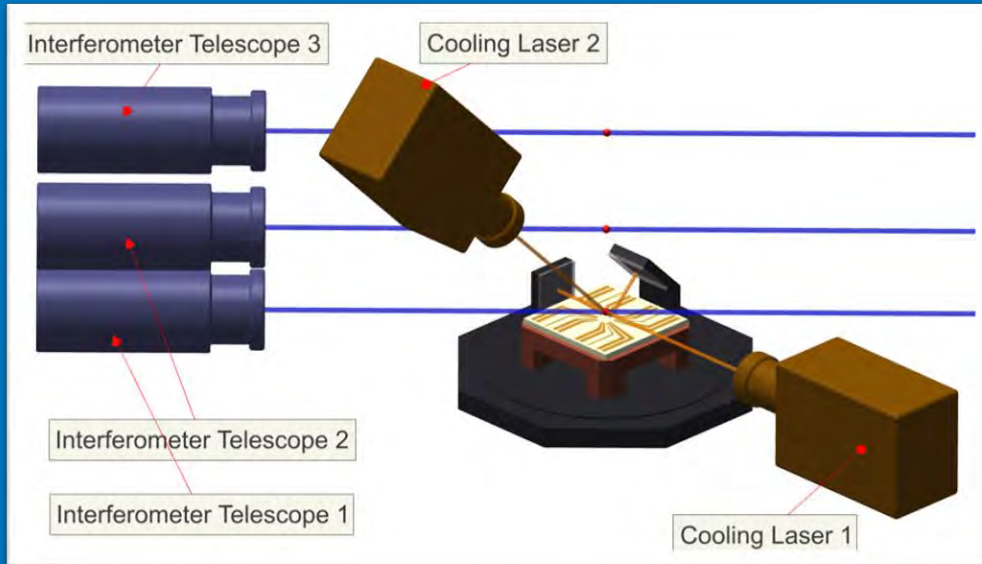 Interferometer Telescope 3
Cooling Laser 2
Interferometer Telescope 2
Interferometer Telescope 1
Cooling Laser 1